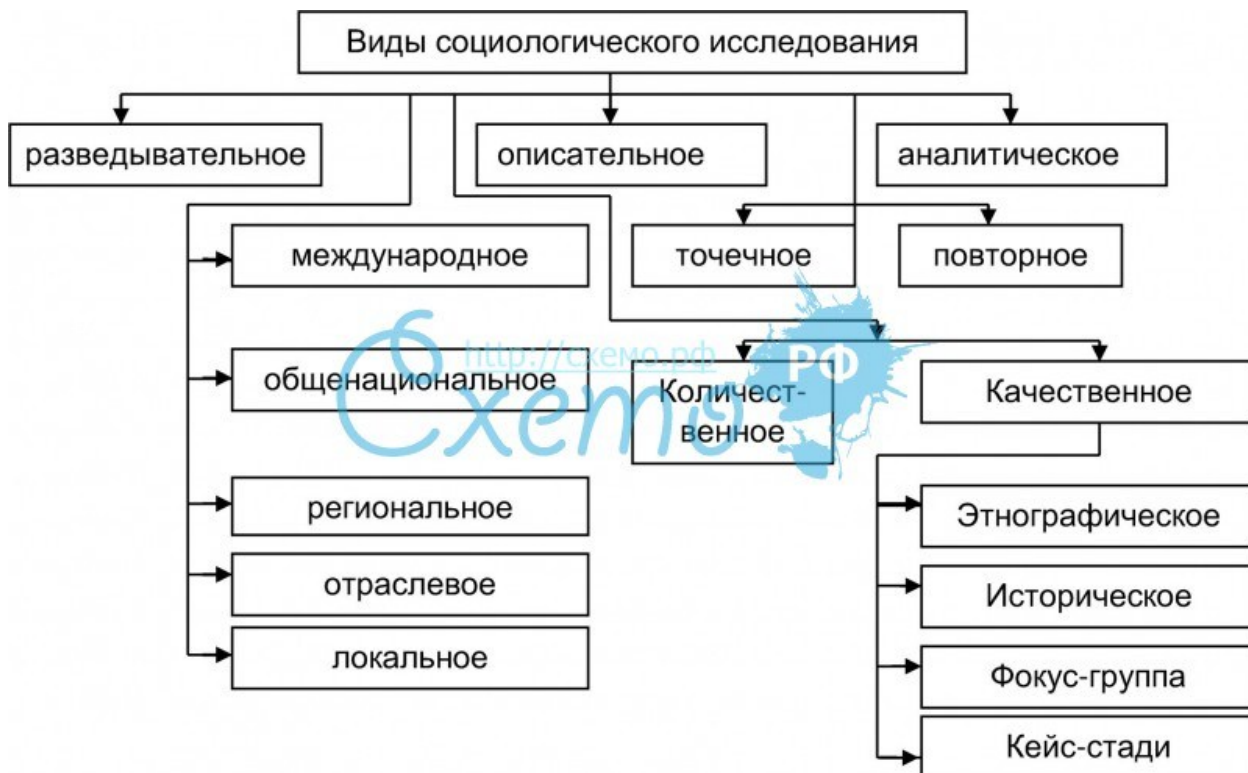 Виды социологического исследования
разведывательное
описательное
аналитическое
международное
точечное
повторное
общенациональное
http://схемо.рф
Схемо
РФ
Количест-
венное
Качественное
региональное
Этнографическое
отраслевое
Историческое
локальное
Фокус-группа
Кейс-стади